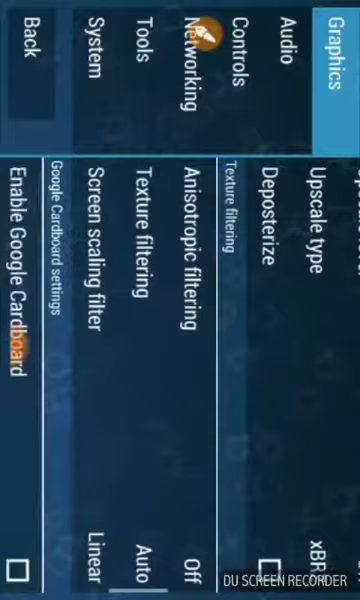 Graphics
Audio
Controls
Networking
Tools
System
Back
Upscale type
xBR
Deposterize
Texture filtering
Anisotropic filtering
Off
Texture filtering
Auto
Screen scaling filter
Linear
Google Cardboard settings
Enable Google Cardboard
DU SCREEN RECORDER